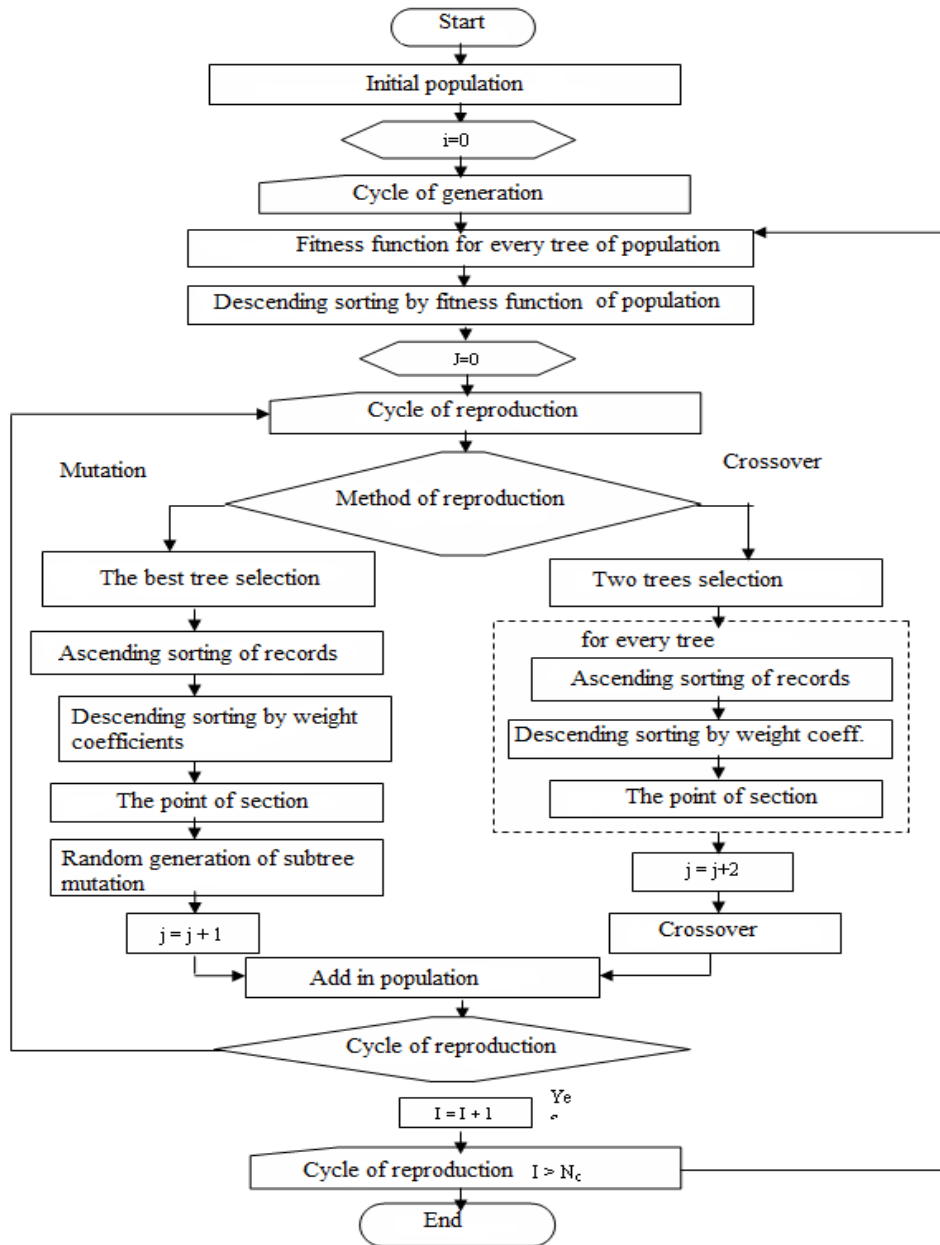 Start
Initial population
i=0
Cycle of generation
Fitness function for every tree of population
Descending sorting by fitness function of population
J=0
Cycle of reproduction
Mutation
Crossover
Method of reproduction
The best tree selection
Ascending sorting of records
Descending sorting by weight
coefficients
The point of section
Random generation of subtree
mutation
j = j + 1
Two trees selection
for every tree
Ascending sorting of records
Descending sorting by weight coeff.
The point of section
j = j+2
Crossover
Add in population
Cycle of reproduction
Ye
I = I + 1
Cycle of reproduction I > Nc
End